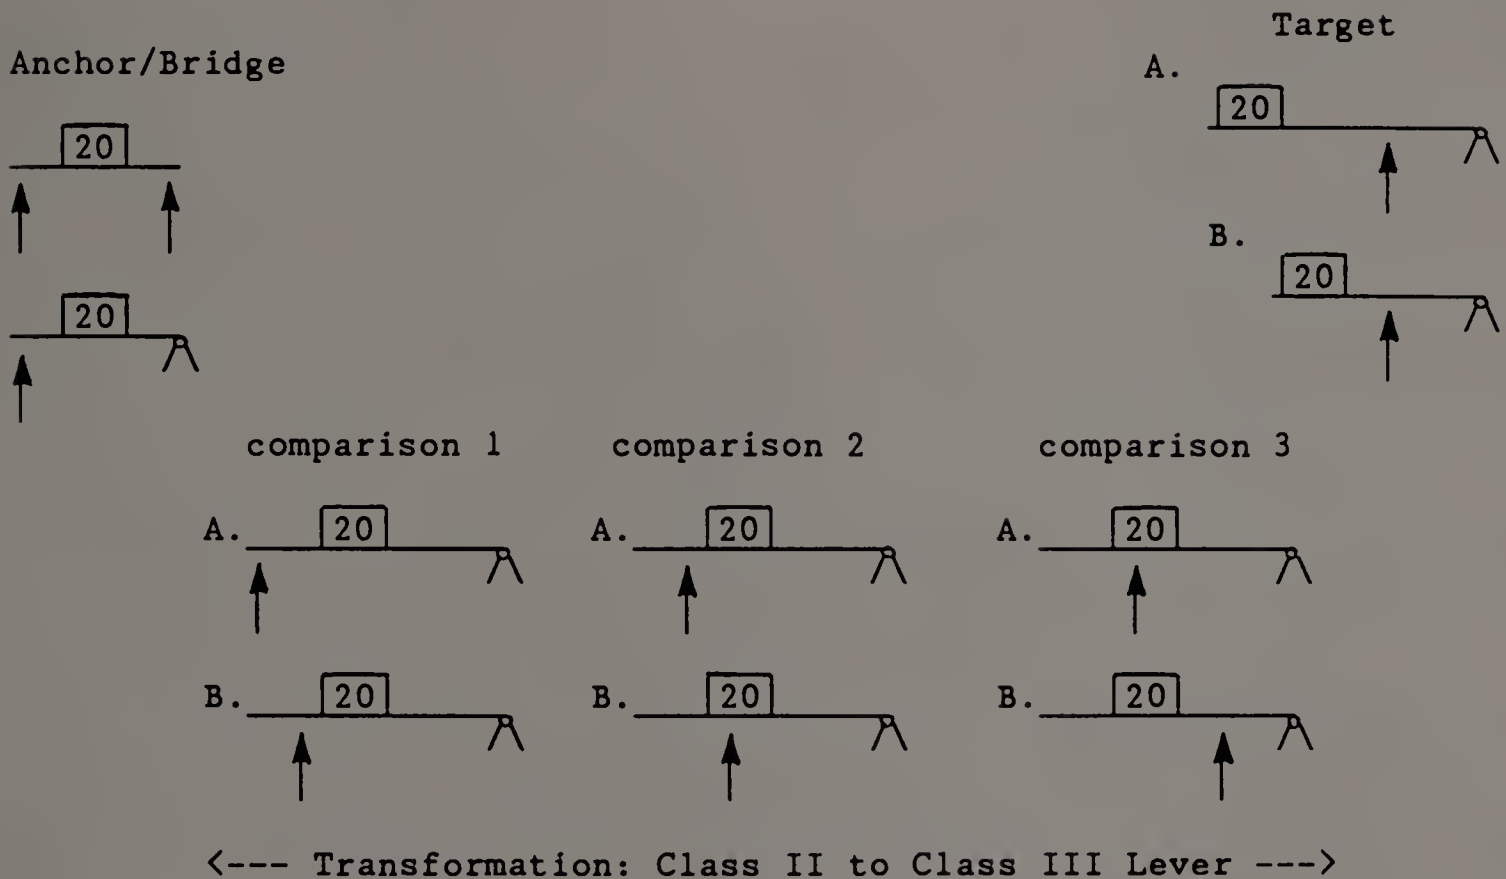 Anchor/Bridge
20
20
Target
A.
20
B.
20
comparison 1
comparison 2
comparison 3
A.
20
A.
20
A.
20
B.
20
B.
20
B.
20
<--- Transformation: Class II to Class III Lever --->